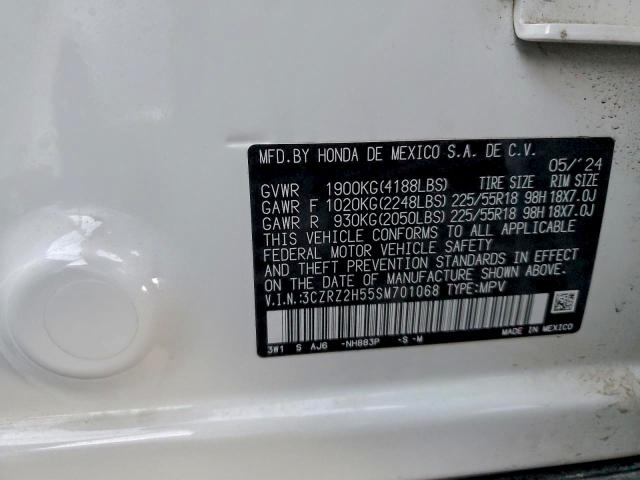 MFD.BY HONDA DE MEXICO S.A. DE C.V. 05/'24
GVWR 1900KG(4188LBS) TIRE SIZE RIM SIZE
GAWR F 1020KG(2248LBS) 225/55R18 98H 18X7.0J
GAWR R 930KG(2050LBS) 225/55R18 98H 18X7.0J
THIS VEHICLE CONFORMS TO ALL APPLICABLE
FEDERAL MOTOR VEHICLE SAFETY
AND THEFT PREVENTION STANDARDS IN EFFECT
ON THE DATE OF MANUFACTURE SHOWN ABOVE.
V.I.N.:3CZRZ2H55SM701068 TYPE:MPV
3W1 S AJ6 -NH883P -S -M MADE IN MEXICO